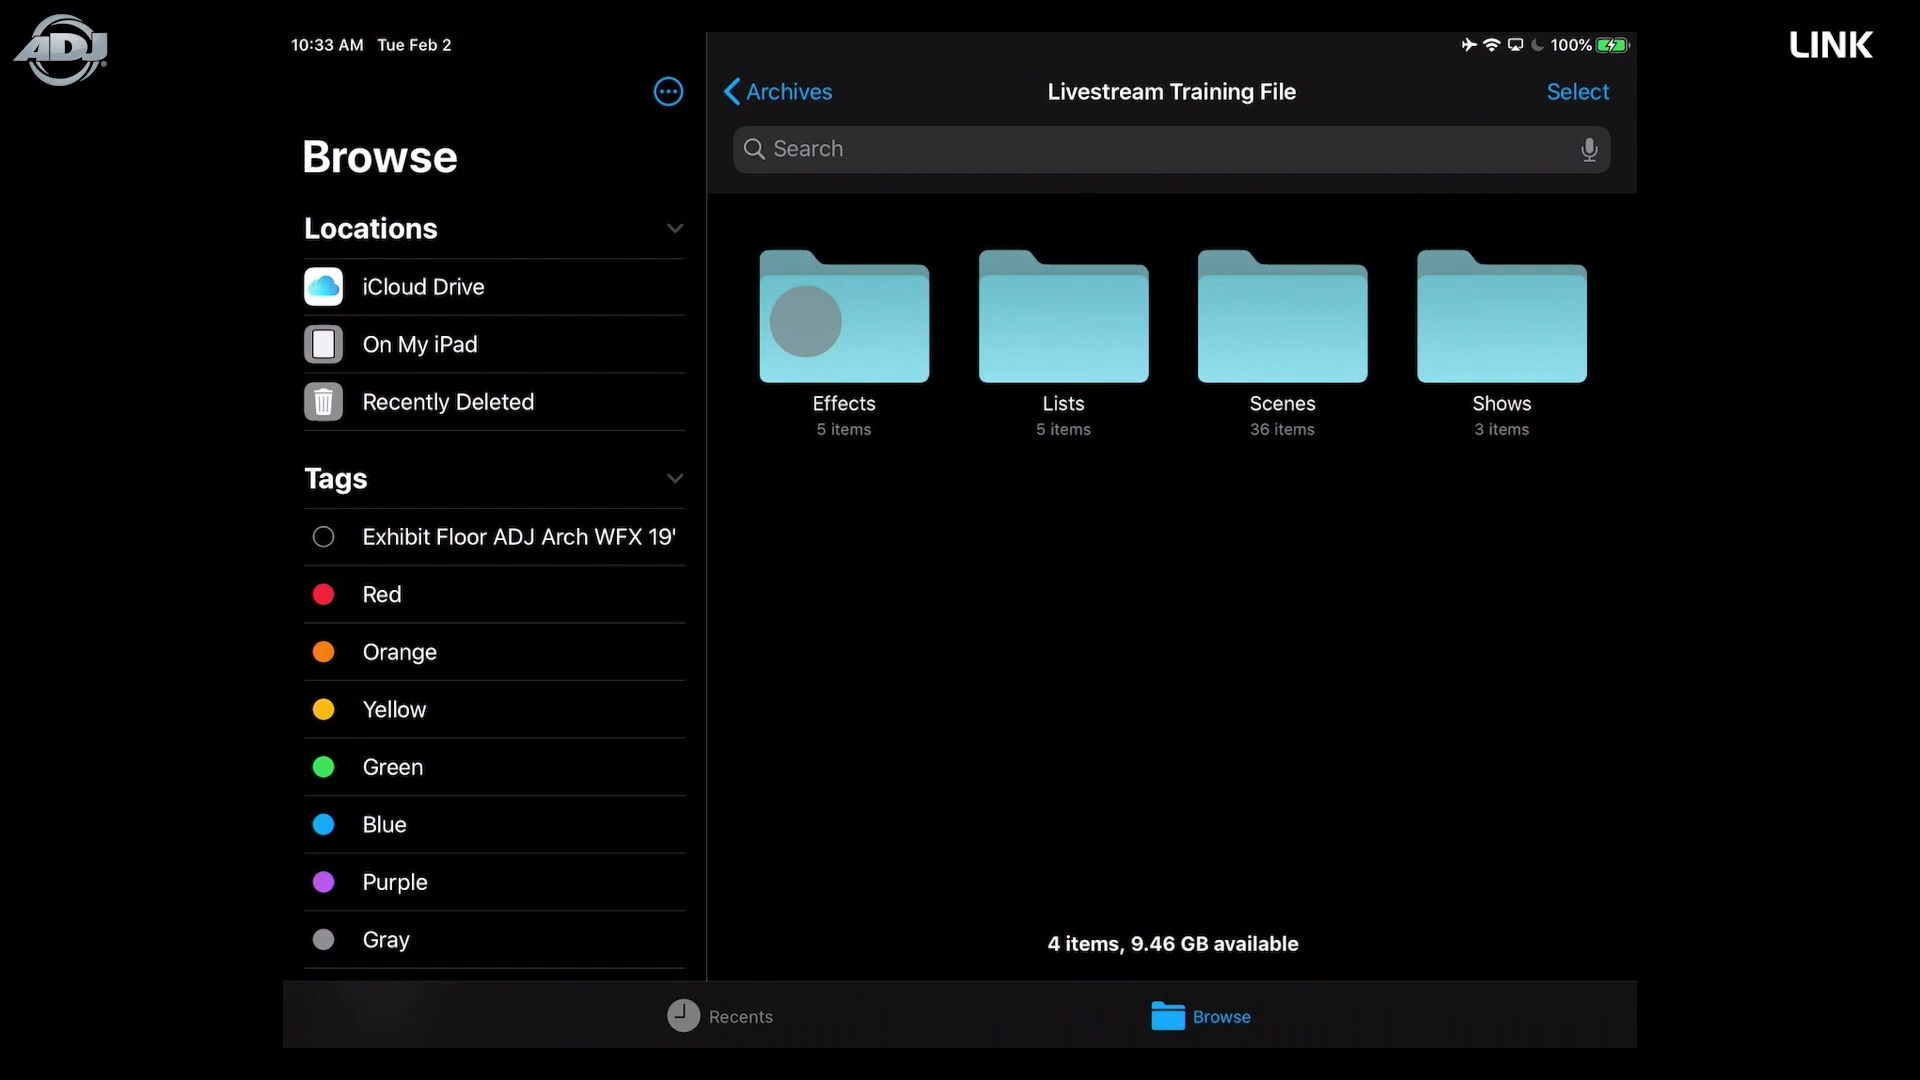 ADJ
LINK
10:33 AM Tue Feb 2
100%
Browse
Locations
iCloud Drive
On My iPad
Recently Deleted
Tags
Exhibit Floor ADJ Arch WFX 19'
Red
Orange
Yellow
Green
Blue
Purple
Gray
Archives
Livestream Training File
Select
Search
Effects
5 items
Lists
5 items
Scenes
36 items
Shows
3 items
4 items, 9.46 GB available
Recents
Browse